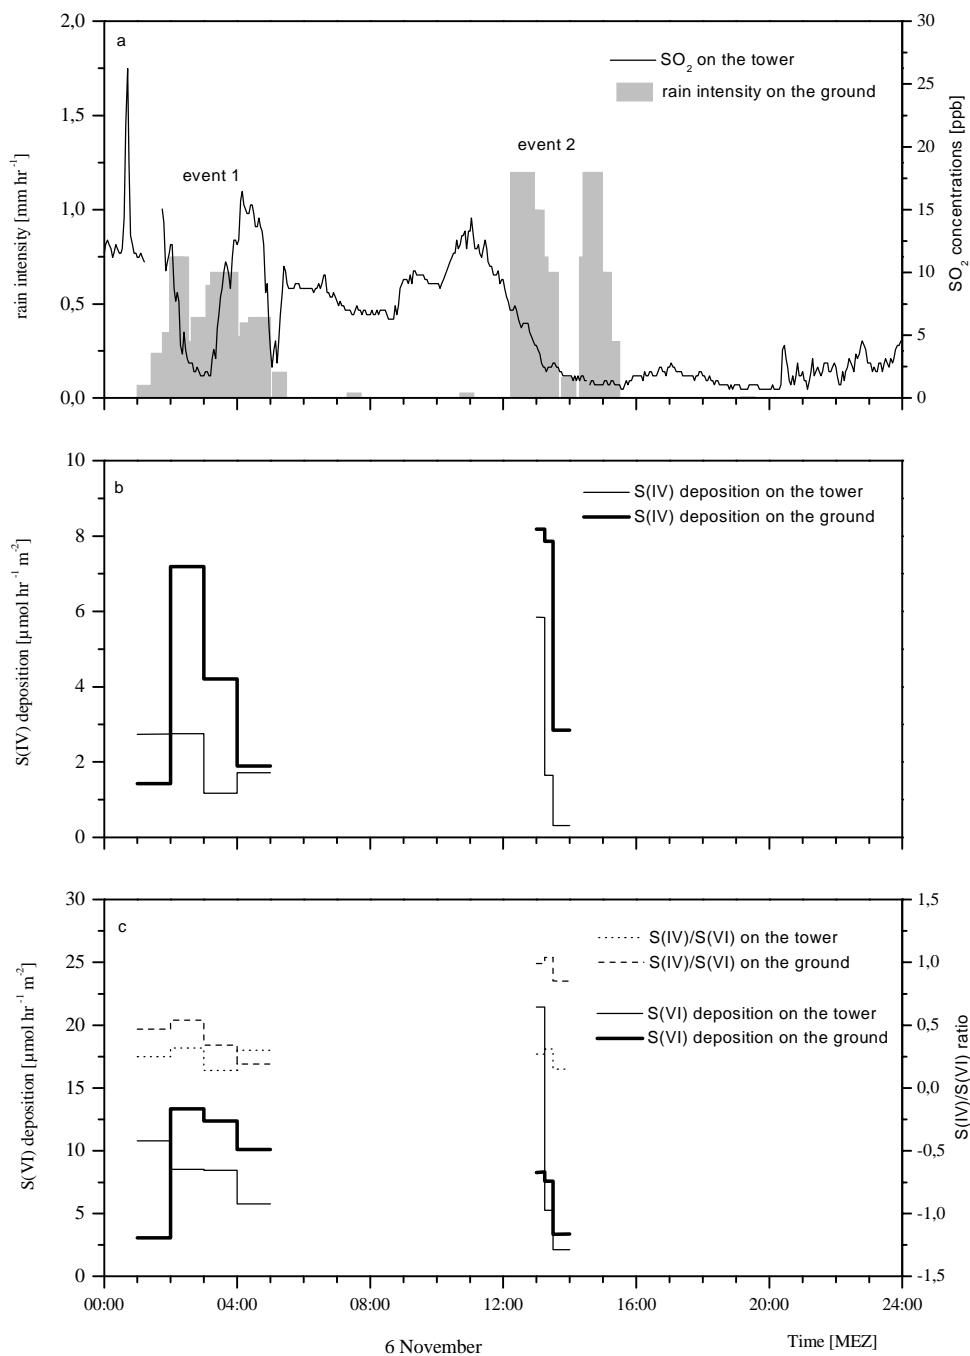 a
2,0
1,5
1,0
0,5
0,0
rain intensity [mm hr⁻¹]
SO₂ on the tower
rain intensity on the ground
event 1
event 2
30
25
20
15
10
5
0
SO₂ concentrations [ppb]
b
10
8
6
4
2
0
S(IV) deposition [µmol hr⁻¹ m⁻²]
S(IV) deposition on the tower
S(IV) deposition on the ground
c
30
25
20
15
10
5
0
S(VI) deposition [µmol hr⁻¹ m⁻²]
S(IV)/S(VI) on the tower
S(IV)/S(VI) on the ground
S(VI) deposition on the tower
S(VI) deposition on the ground
1,5
1,0
0,5
0,0
-0,5
-1,0
-1,5
S(IV)/S(VI) ratio
00:00 04:00 08:00 12:00 16:00 20:00 24:00
6 November
Time [MEZ]